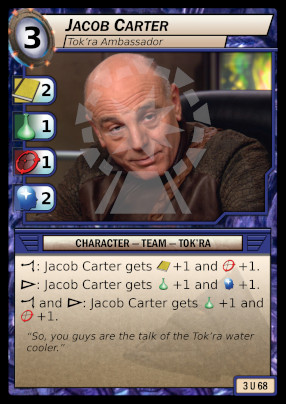 3
JACOB CARTER
Tok'ra Ambassador
2
1
1
2
CHARACTER – TEAM – TOK'RA
: Jacob Carter gets +1 and +1.
: Jacob Carter gets +1 and +1.
and : Jacob Carter gets +1 and
+1.
"So, you guys are the talk of the Tok'ra water
cooler."
3 U 68